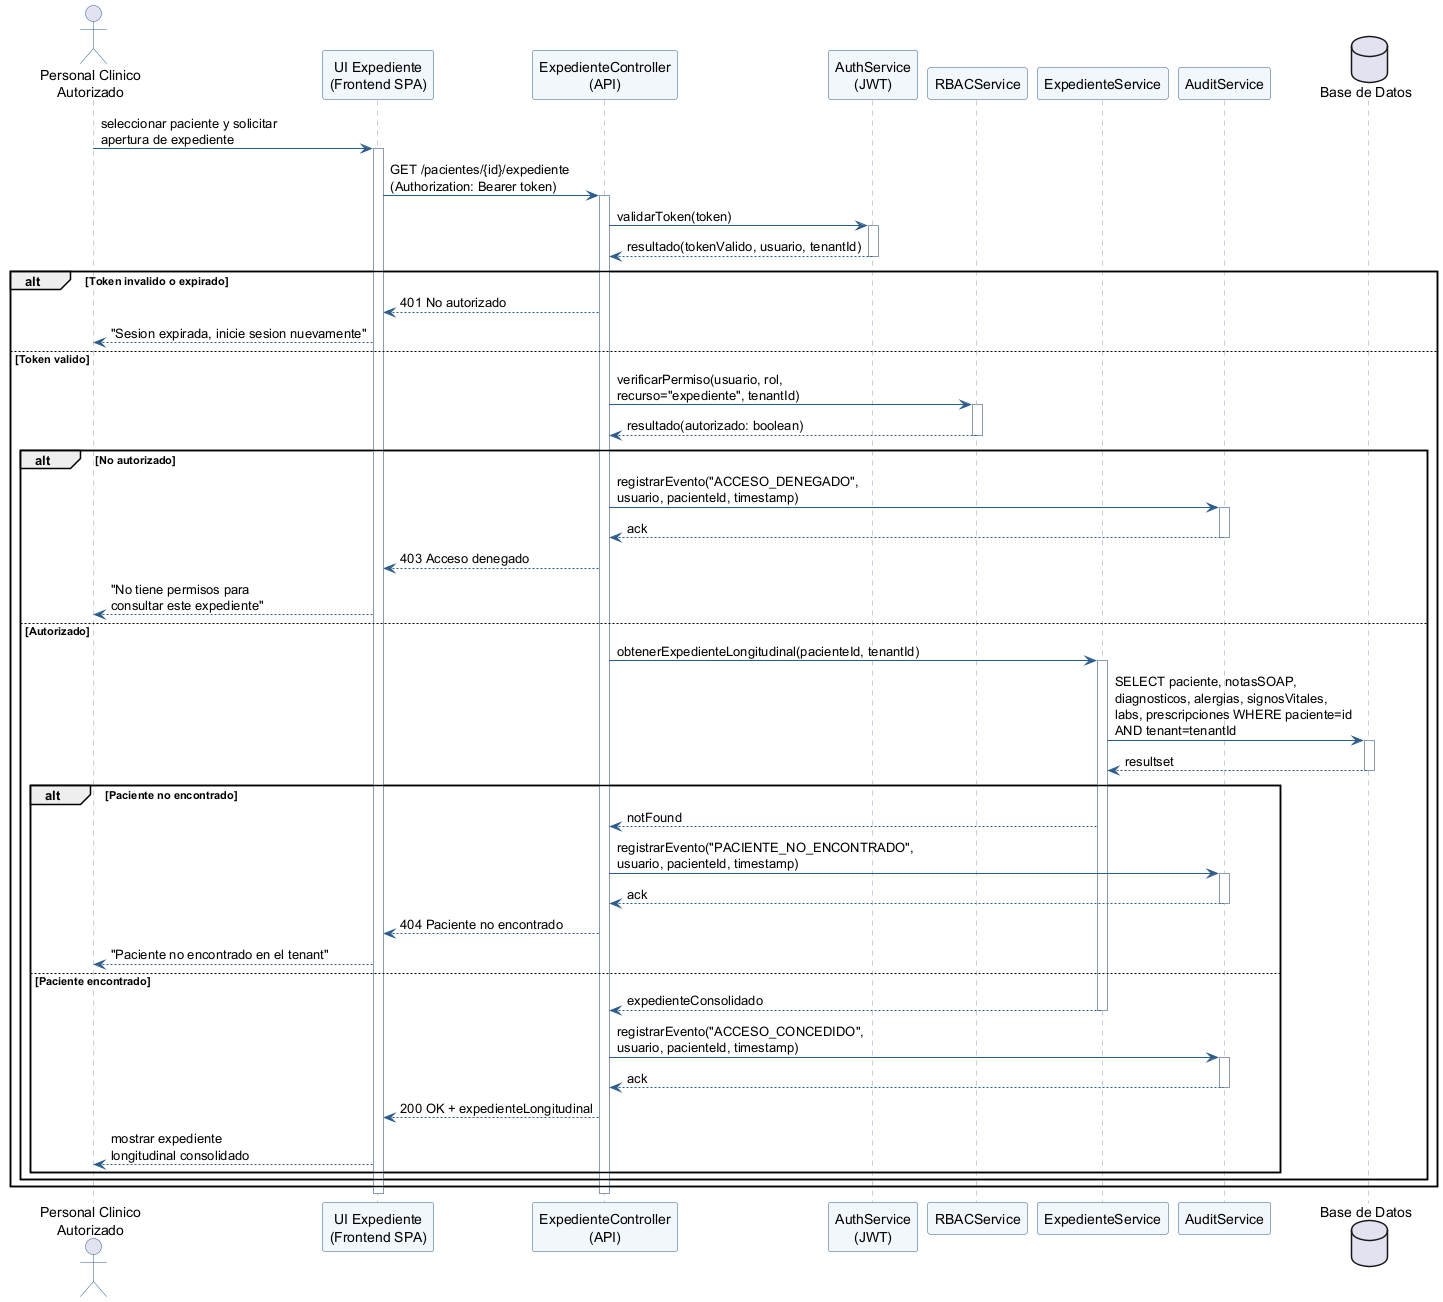 Personal Clinico
Autorizado
UI Expediente
(Frontend SPA)
ExpedienteController
(API)
AuthService
(JWT)
RBACService
ExpedienteService
AuditService
Base de Datos
seleccionar paciente y solicitar
apertura de expediente
GET /pacientes/{id}/expediente
(Authorization: Bearer token)
validarToken(token)
resultado(tokenValido, usuario, tenantId)
alt [Token invalido o expirado]
401 No autorizado
"Sesion expirada, inicie sesion nuevamente"
[Token valido]
verificarPermiso(usuario, rol,
recurso="expediente", tenantId)
resultado(autorizado: boolean)
alt [No autorizado]
registrarEvento("ACCESO_DENEGADO",
usuario, pacienteId, timestamp)
ack
403 Acceso denegado
"No tiene permisos para
consultar este expediente"
[Autorizado]
obtenerExpedienteLongitudinal(pacienteId, tenantId)
SELECT paciente, notasSOAP,
diagnosticos, alergias, signosVitales,
labs, prescripciones WHERE paciente=id
AND tenant=tenantId
resultset
alt [Paciente no encontrado]
notFound
registrarEvento("PACIENTE_NO_ENCONTRADO",
usuario, pacienteId, timestamp)
ack
404 Paciente no encontrado
"Paciente no encontrado en el tenant"
[Paciente encontrado]
expedienteConsolidado
registrarEvento("ACCESO_CONCEDIDO",
usuario, pacienteId, timestamp)
ack
200 OK + expedienteLongitudinal
mostrar expediente
longitudinal consolidado
Personal Clinico
Autorizado
UI Expediente
(Frontend SPA)
ExpedienteController
(API)
AuthService
(JWT)
RBACService
ExpedienteService
AuditService
Base de Datos